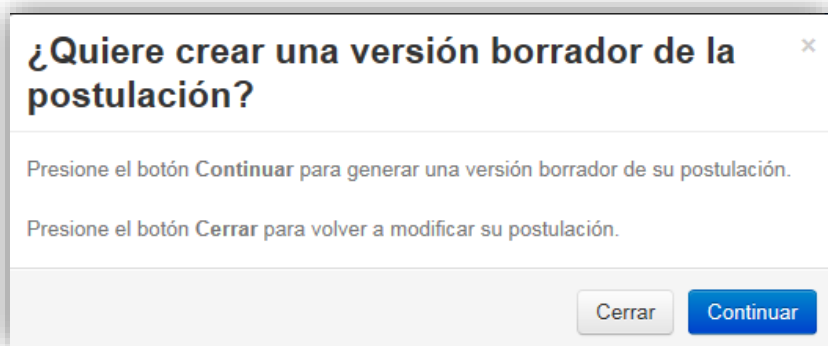 ¿Quiere crear una versión borrador de la
postulación?
×
Presione el botón Continuar para generar una versión borrador de su postulación.
Presione el botón Cerrar para volver a modificar su postulación.
Cerrar
Continuar